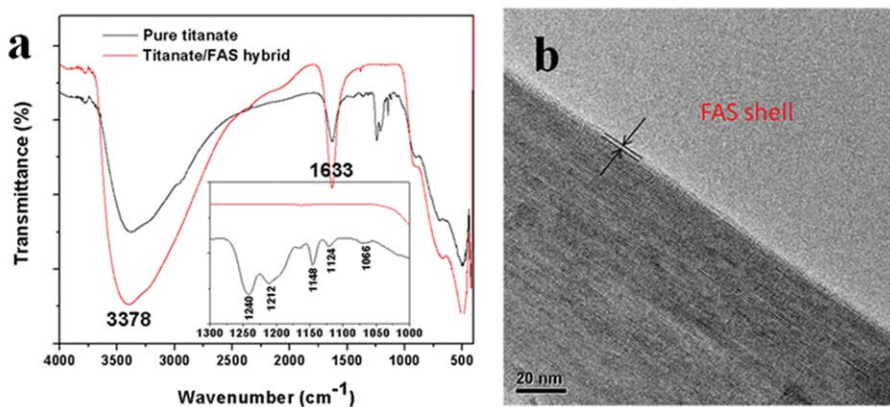 a
Pure titanate
Titanate/FAS hybrid
Transmittance (%)
3378
1633
1240
1212
1148
1124
1066
1300 1250 1200 1150 1100 1050 1000
4000 3500 3000 2500 2000 1500 1000 500
Wavenumber (cm⁻¹)
b
FAS shell
20 nm